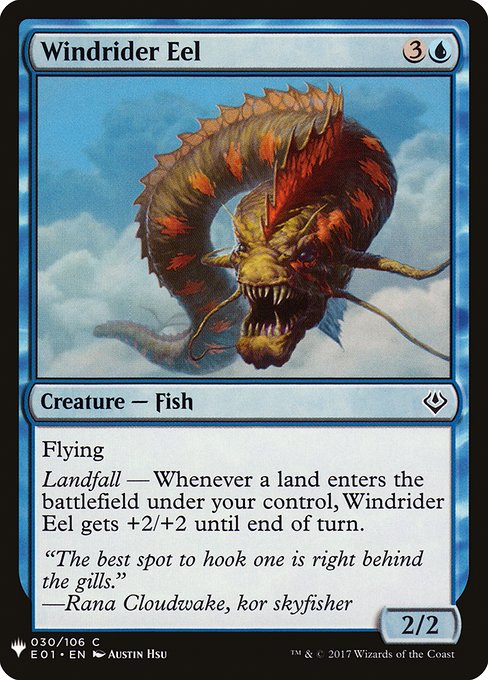 Windrider Eel 3
Creature — Fish
Flying
Landfall — Whenever a land enters the
battlefield under your control, Windrider
Eel gets +2/+2 until end of turn.
“The best spot to hook one is right behind
the gills.”
—Rana Cloudwake, kor skyfisher
2/2
030/106 C
E01 • EN Austin Hsu
™ & © 2017 Wizards of the Coast